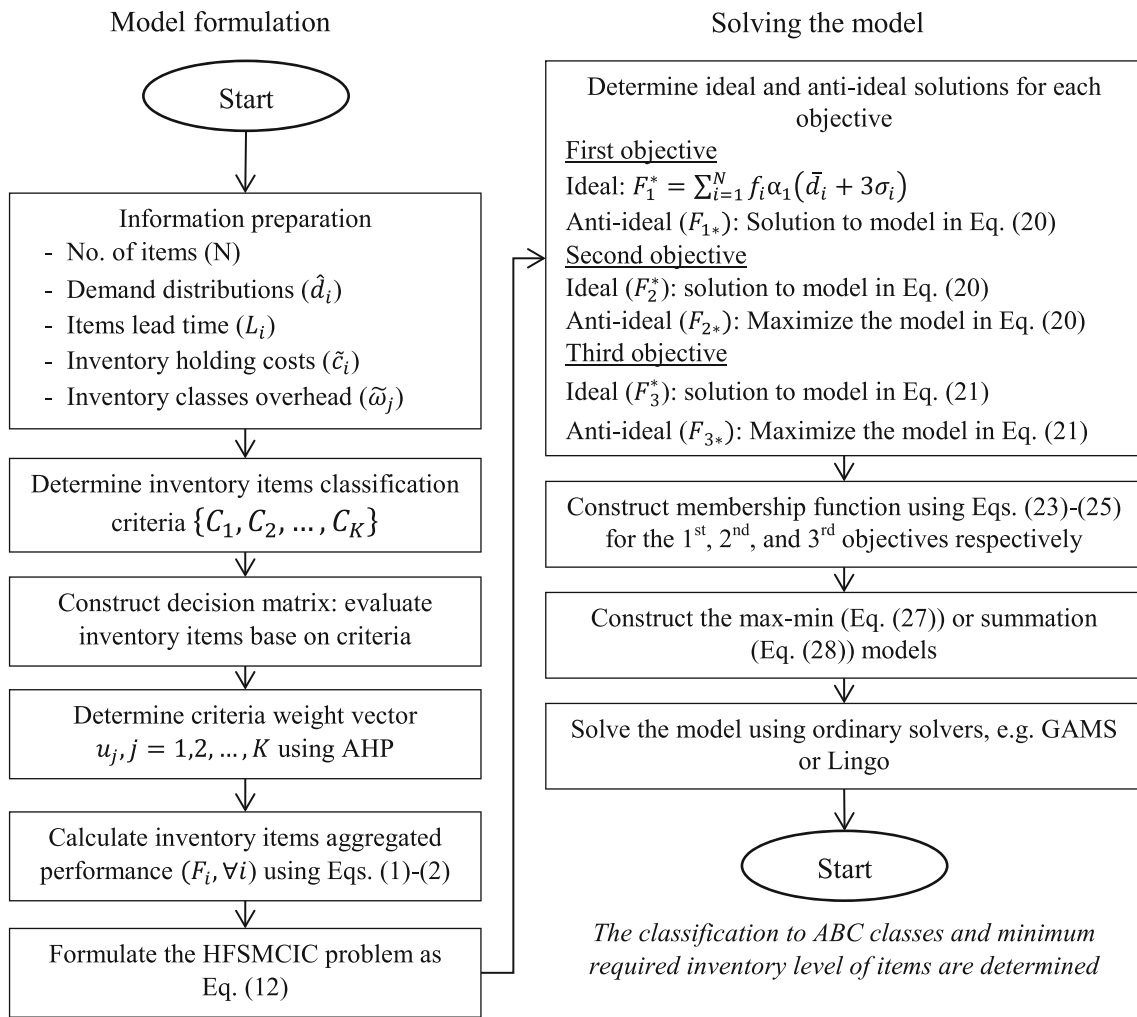 Model formulation
Start
Information preparation
- No. of items (N)
- Demand distributions (d̂_i)
- Items lead time (L_i)
- Inventory holding costs (c̃_i)
- Inventory classes overhead (ω̃_j)
Determine inventory items classification
criteria {C_1, C_2, … , C_K}
Construct decision matrix: evaluate
inventory items base on criteria
Determine criteria weight vector
u_j, j = 1,2, … , K using AHP
Calculate inventory items aggregated
performance (F_i, ∀i) using Eqs. (1)-(2)
Formulate the HFSMCIC problem as
Eq. (12)
Solving the model
Determine ideal and anti-ideal solutions for each
objective
First objective
Ideal: F_1^* = ∑_{i=1}^N f_i α_1(d̄_i + 3σ_i)
Anti-ideal (F_{1*}): Solution to model in Eq. (20)
Second objective
Ideal (F_2^*): solution to model in Eq. (20)
Anti-ideal (F_{2*}): Maximize the model in Eq. (20)
Third objective
Ideal (F_3^*): solution to model in Eq. (21)
Anti-ideal (F_{3*}): Maximize the model in Eq. (21)
Construct membership function using Eqs. (23)-(25)
for the 1st, 2nd, and 3rd objectives respectively
Construct the max-min (Eq. (27)) or summation
(Eq. (28)) models
Solve the model using ordinary solvers, e.g. GAMS
or Lingo
Start
The classification to ABC classes and minimum
required inventory level of items are determined